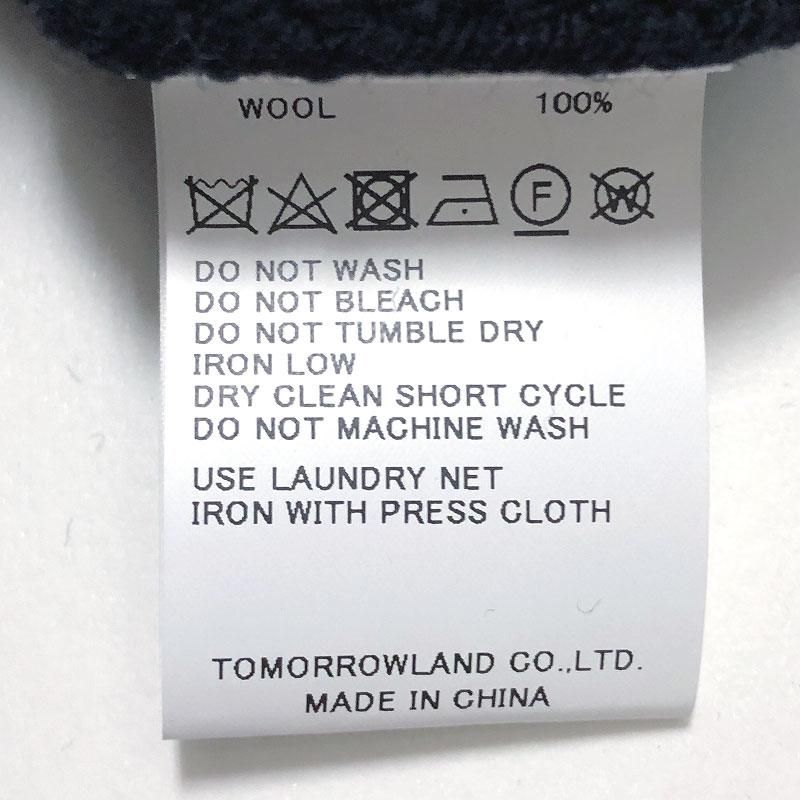 WOOL 100%
F W
DO NOT WASH
DO NOT BLEACH
DO NOT TUMBLE DRY
IRON LOW
DRY CLEAN SHORT CYCLE
DO NOT MACHINE WASH
USE LAUNDRY NET
IRON WITH PRESS CLOTH
TOMORROWLAND CO.,LTD.
MADE IN CHINA